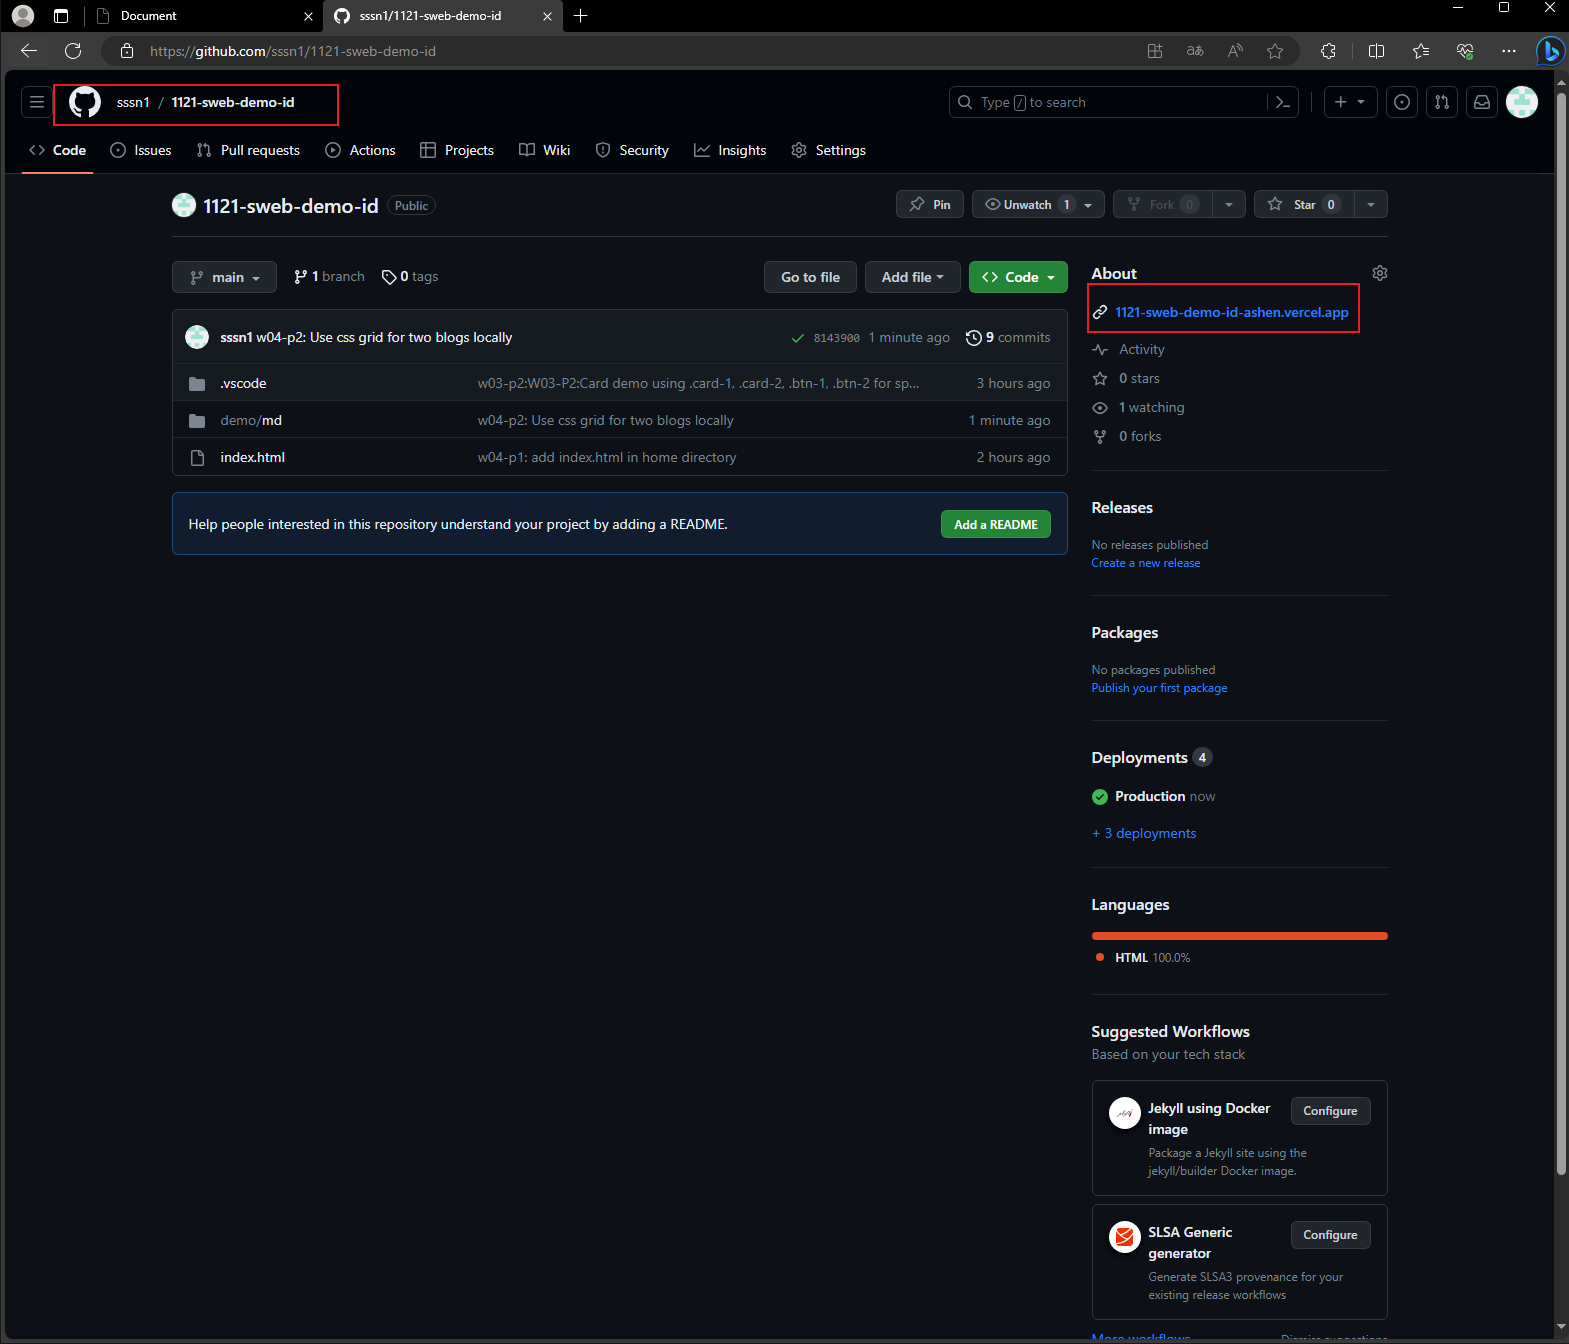 Document
sssn1/1121-sweb-demo-id
https://github.com/sssn1/1121-sweb-demo-id
sssn1 / 1121-sweb-demo-id
Type / to search
Code Issues Pull requests Actions Projects Wiki Security Insights Settings
1121-sweb-demo-id Public
Pin Unwatch 1 Fork 0 Star 0
main 1 branch 0 tags Go to file Add file Code
sssn1 w04-p2: Use css grid for two blogs locally 8143900 1 minute ago 9 commits
.vscode w03-p2:W03-P2:Card demo using .card-1, .card-2, .btn-1, .btn-2 for sp... 3 hours ago
demo/md w04-p2: Use css grid for two blogs locally 1 minute ago
index.html w04-p1: add index.html in home directory 2 hours ago
Help people interested in this repository understand your project by adding a README. Add a README
About
1121-sweb-demo-id-ashen.vercel.app
Activity
0 stars
1 watching
0 forks
Releases
No releases published
Create a new release
Packages
No packages published
Publish your first package
Deployments 4
Production now
+ 3 deployments
Languages
HTML 100.0%
Suggested Workflows
Based on your tech stack
Jekyll using Docker image Configure
Package a Jekyll site using the
jekyll/builder Docker image.
SLSA Generic generator Configure
Generate SLSA3 provenance for your
existing release workflows
More workflows Dismiss suggestions